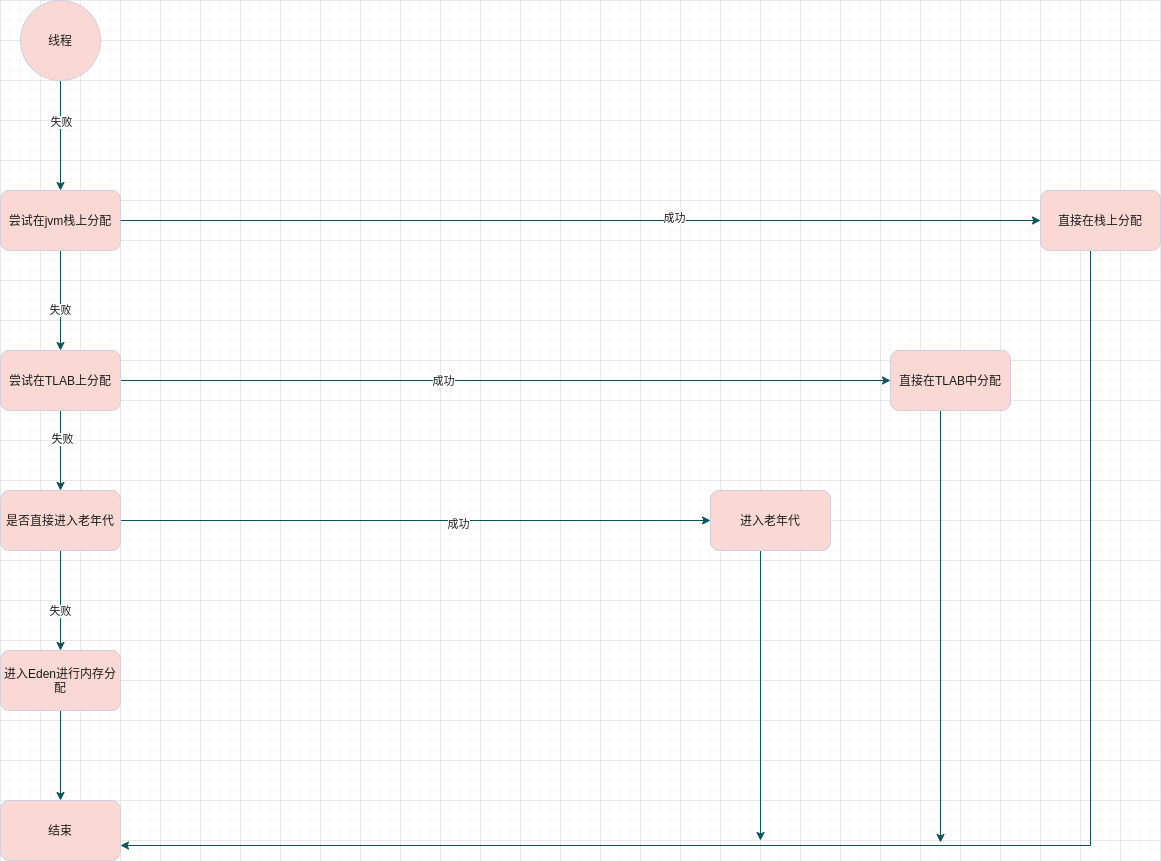 线程
失败
尝试在jvm栈上分配
成功
直接在栈上分配
失败
尝试在TLAB上分配
成功
直接在TLAB中分配
失败
是否直接进入老年代
成功
进入老年代
失败
进入Eden进行内存分
配
结束